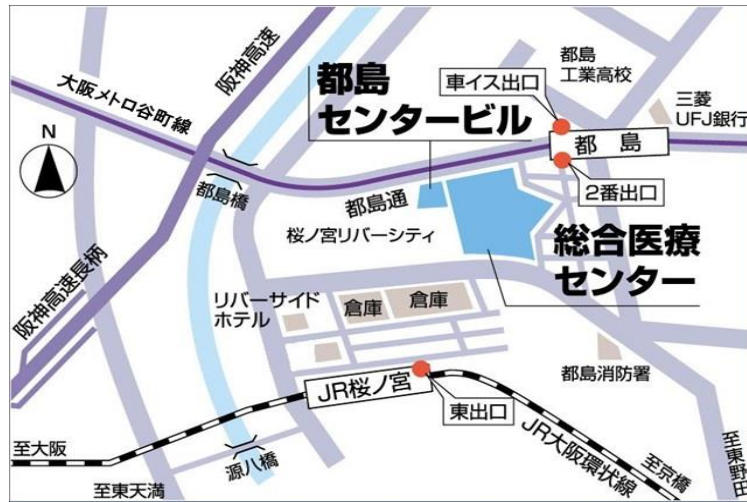 阪神高速
大阪メトロ谷町線
都島
センタービル
車イス出口
都島
工業高校
三菱
UFJ銀行
都島
2番出口
N
都島橋
都島通
桜ノ宮リバーシティ
総合医療
センター
阪神高速長柄
リバーサイド
ホテル
倉庫
倉庫
都島消防署
JR桜ノ宮
東出口
JR大阪環状線
至京橋
至東野田
至大阪
源八橋
至東天満